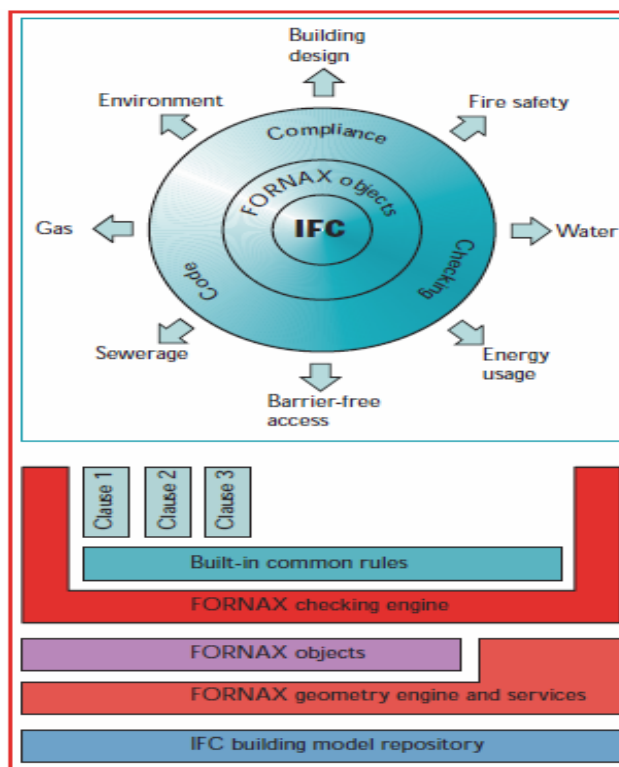 Building
design
Environment
Fire safety
Compliance
FORNAX objects
IFC
Gas
Water
Code
Checking
Sewerage
Energy
usage
Barrier-free
access
Clause 1
Clause 2
Clause 3
Built-in common rules
FORNAX checking engine
FORNAX objects
FORNAX geometry engine and services
IFC building model repository